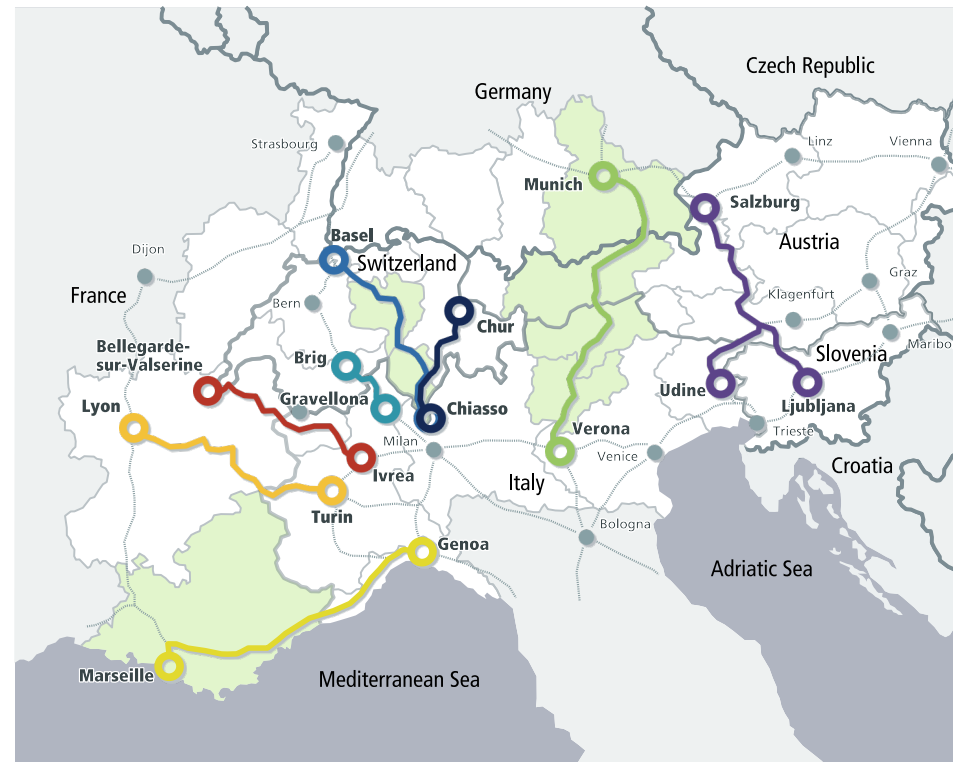 Czech Republic
Germany
Strasbourg
Linz
Vienna
Munich
Salzburg
Basel
Austria
Dijon
Switzerland
Graz
France
Bern
Klagenfurt
Chur
Maribo
Bellegarde-
sur-Valserine
Brig
Slovenia
Udine
Gravellona
Lyon
Chiasso
Ljubljana
Milan
Verona
Trieste
Venice
Croatia
Ivrea
Italy
Turin
Bologna
Genoa
Adriatic Sea
Marseille
Mediterranean Sea